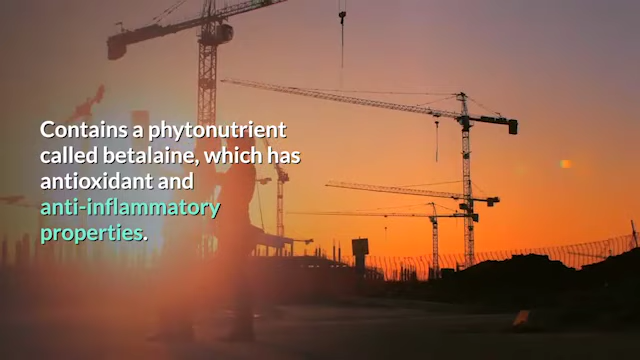 Contains a phytonutrient
called betalaine, which has
antioxidant and
anti-inflammatory
properties.